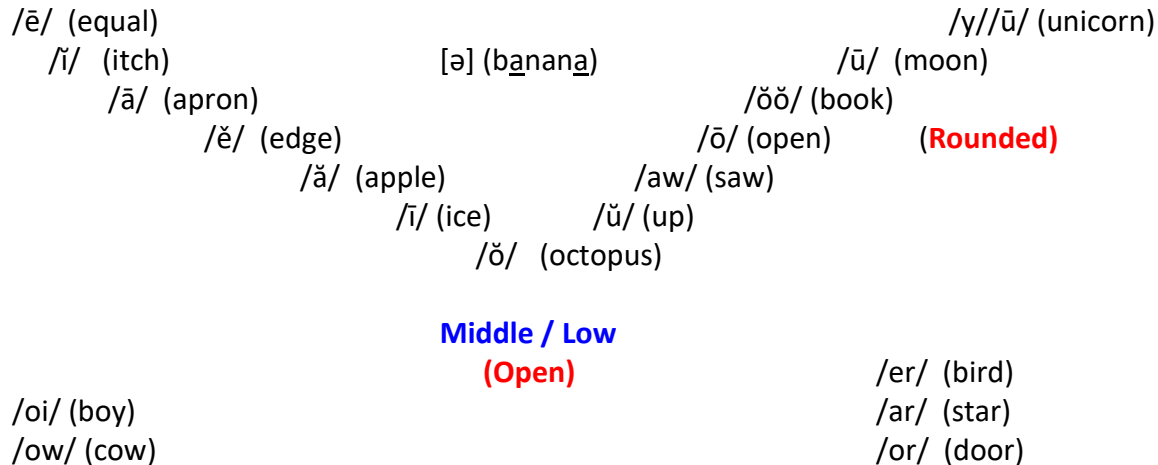 /ē/ (equal) /y//ū/ (unicorn)
/ĭ/ (itch) [ə] (banana) /ū/ (moon)
/ā/ (apron) /ŏŏ/ (book)
/ĕ/ (edge) /ō/ (open) (Rounded)
/ă/ (apple) /aw/ (saw)
/ī/ (ice) /ŭ/ (up)
/ŏ/ (octopus)
Middle / Low
(Open) /er/ (bird)
/oi/ (boy) /ar/ (star)
/ow/ (cow) /or/ (door)